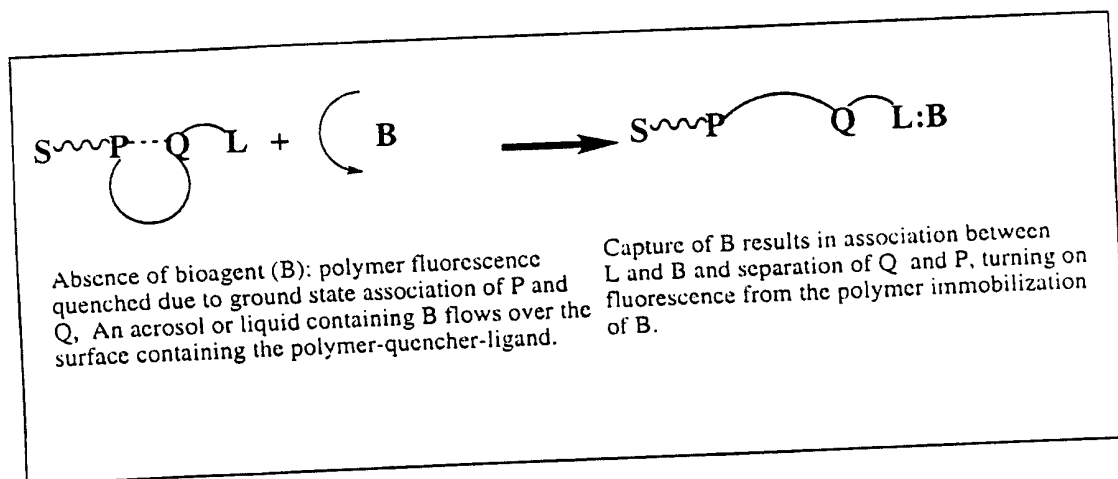 S P Q L + B S P Q L:B
Absence of bioagent (B): polymer fluorescence
quenched due to ground state association of P and
Q, An aerosol or liquid containing B flows over the
surface containing the polymer-quencher-ligand.
Capture of B results in association between
L and B and separation of Q and P, turning on
fluorescence from the polymer immobilization
of B.